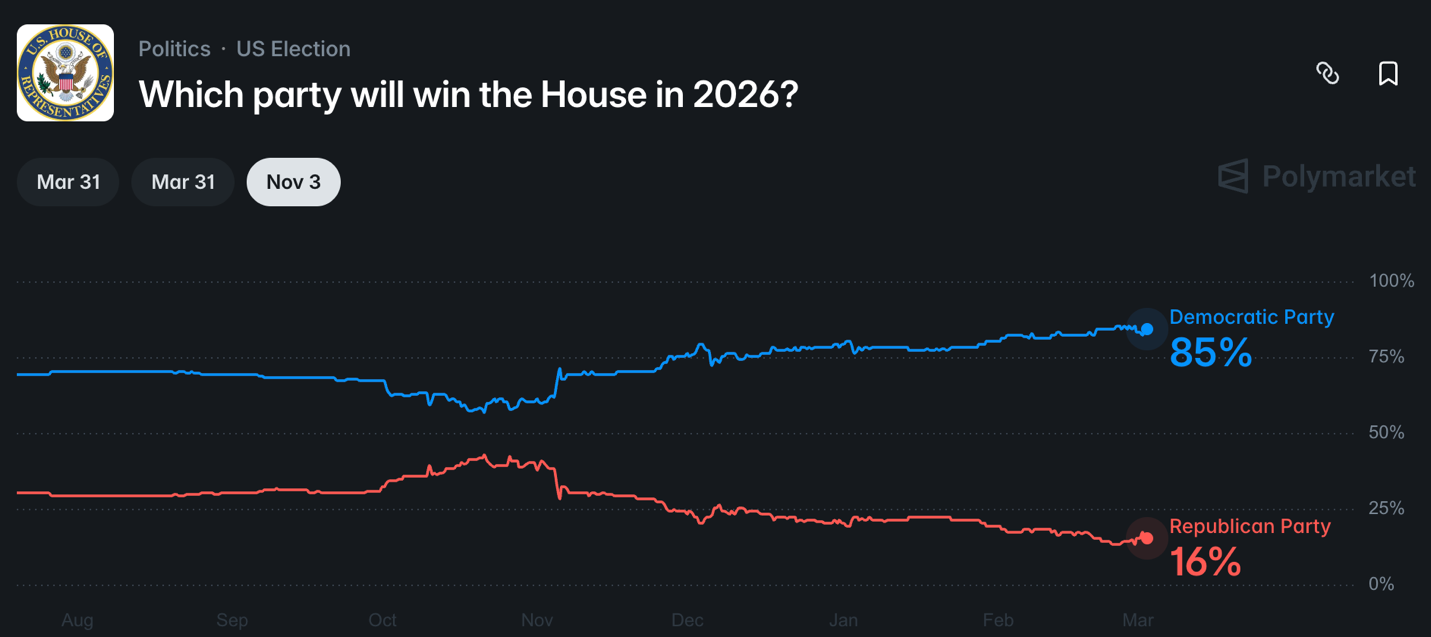 U.S. HOUSE OF
REPRESENTATIVES
Politics · US Election
Which party will win the House in 2026?
Mar 31
Mar 31
Nov 3
Polymarket
100%
Democratic Party
85%
75%
50%
25%
Republican Party
16%
0%
Aug Sep Oct Nov Dec Jan Feb Mar